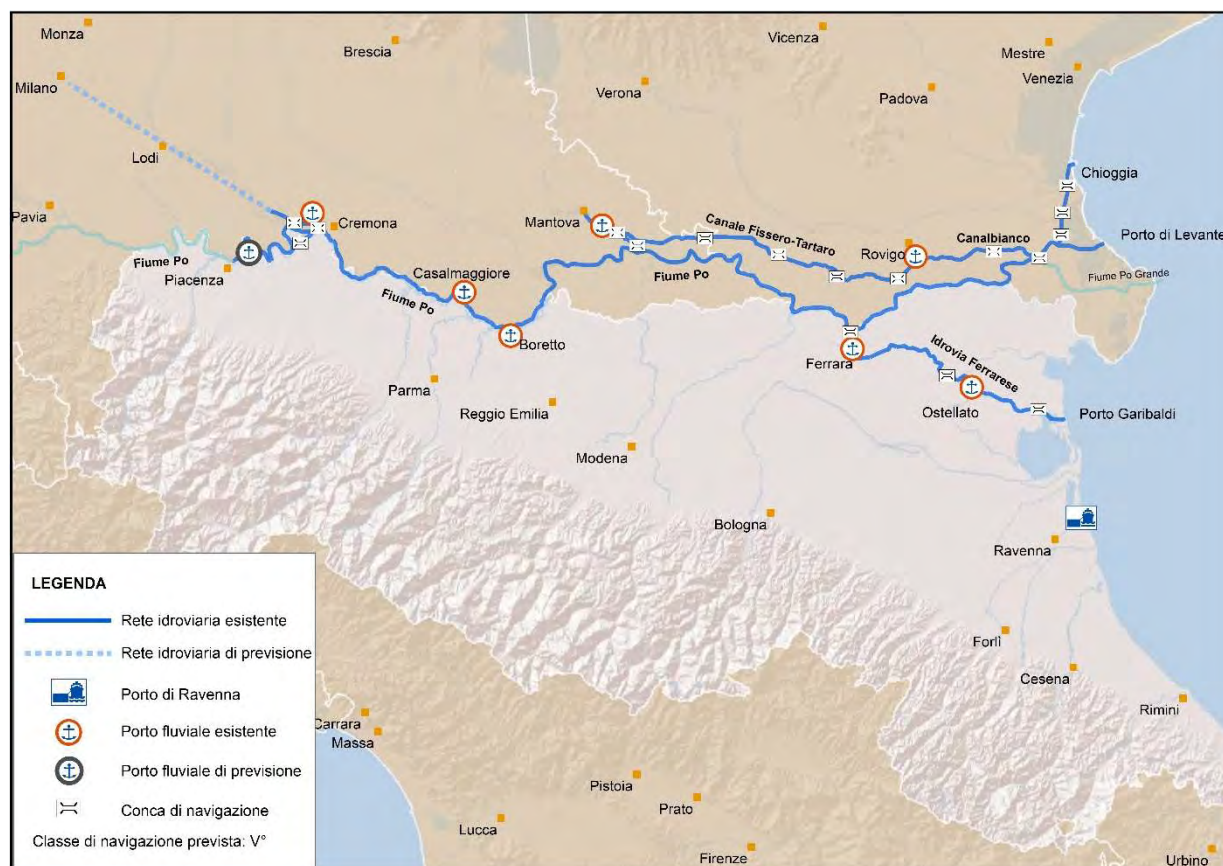 Monza
Brescia
Vicenza
Mestre
Milano
Verona
Padova
Venezia
Lodi
Chioggia
Pavia
Cremona
Mantova
Canale Fissero-Tartaro
Rovigo
Canalbianco
Porto di Levante
Fiume Po
Piacenza
Casalmaggiore
Fiume Po
Fiume Po
Fiume Po Grande
Boretto
Ferrara
Idrovia Ferrarese
Parma
Reggio Emilia
Ostellato
Porto Garibaldi
Modena
Bologna
Ravenna
Forlì
Cesena
Rimini
Carrara
Massa
Pistoia
Prato
Lucca
Firenze
Urbino
LEGENDA
Rete idroviaria esistente
Rete idroviaria di previsione
Porto di Ravenna
Porto fluviale esistente
Porto fluviale di previsione
Conca di navigazione
Classe di navigazione prevista: V°